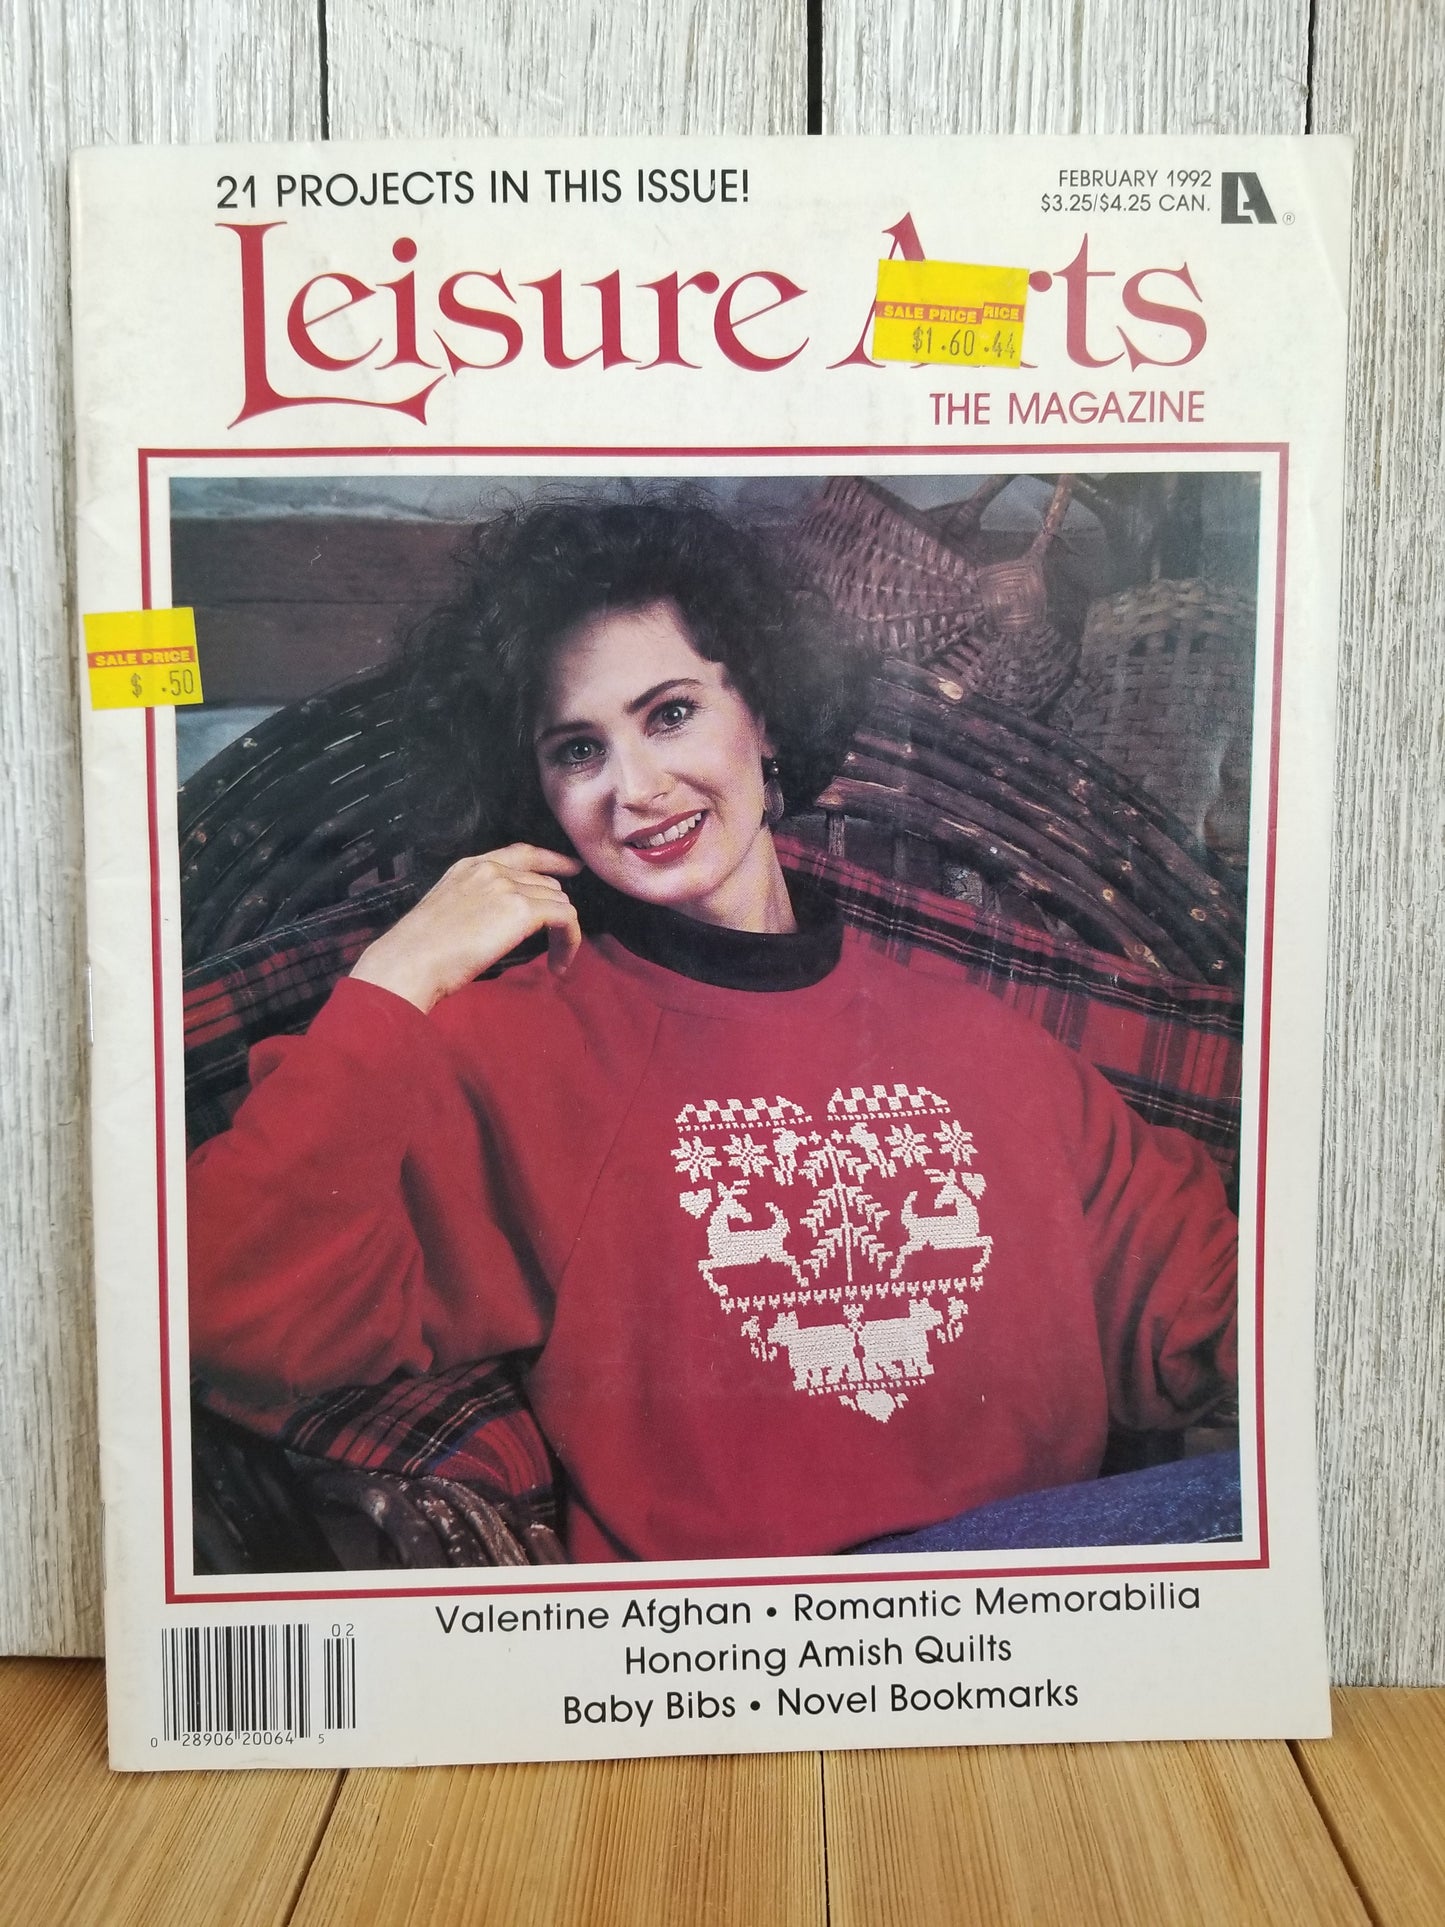 21 PROJECTS IN THIS ISSUE!
FEBRUARY 1992
$3.25/$4.25 CAN.
LA ®
Leisure Arts
SALE PRICE RICE
$1.60 .44
THE MAGAZINE
SALE PRICE
$ .50
Valentine Afghan • Romantic Memorabilia
Honoring Amish Quilts
Baby Bibs • Novel Bookmarks
02
0 28906 20064 5